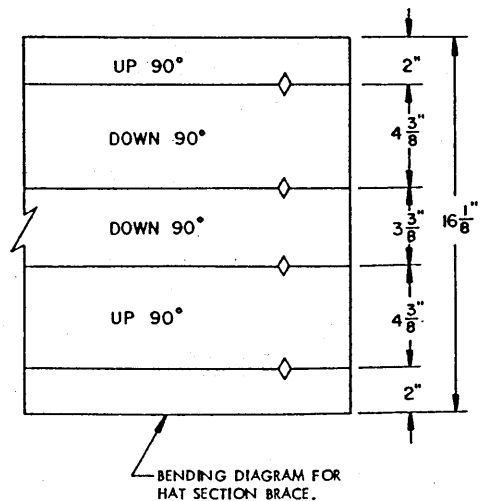 UP 90°
2"
DOWN 90°
4 3/8"
DOWN 90°
3 3/8"
16 1/8"
UP 90°
4 3/8"
2"
BENDING DIAGRAM FOR
HAT SECTION BRACE.